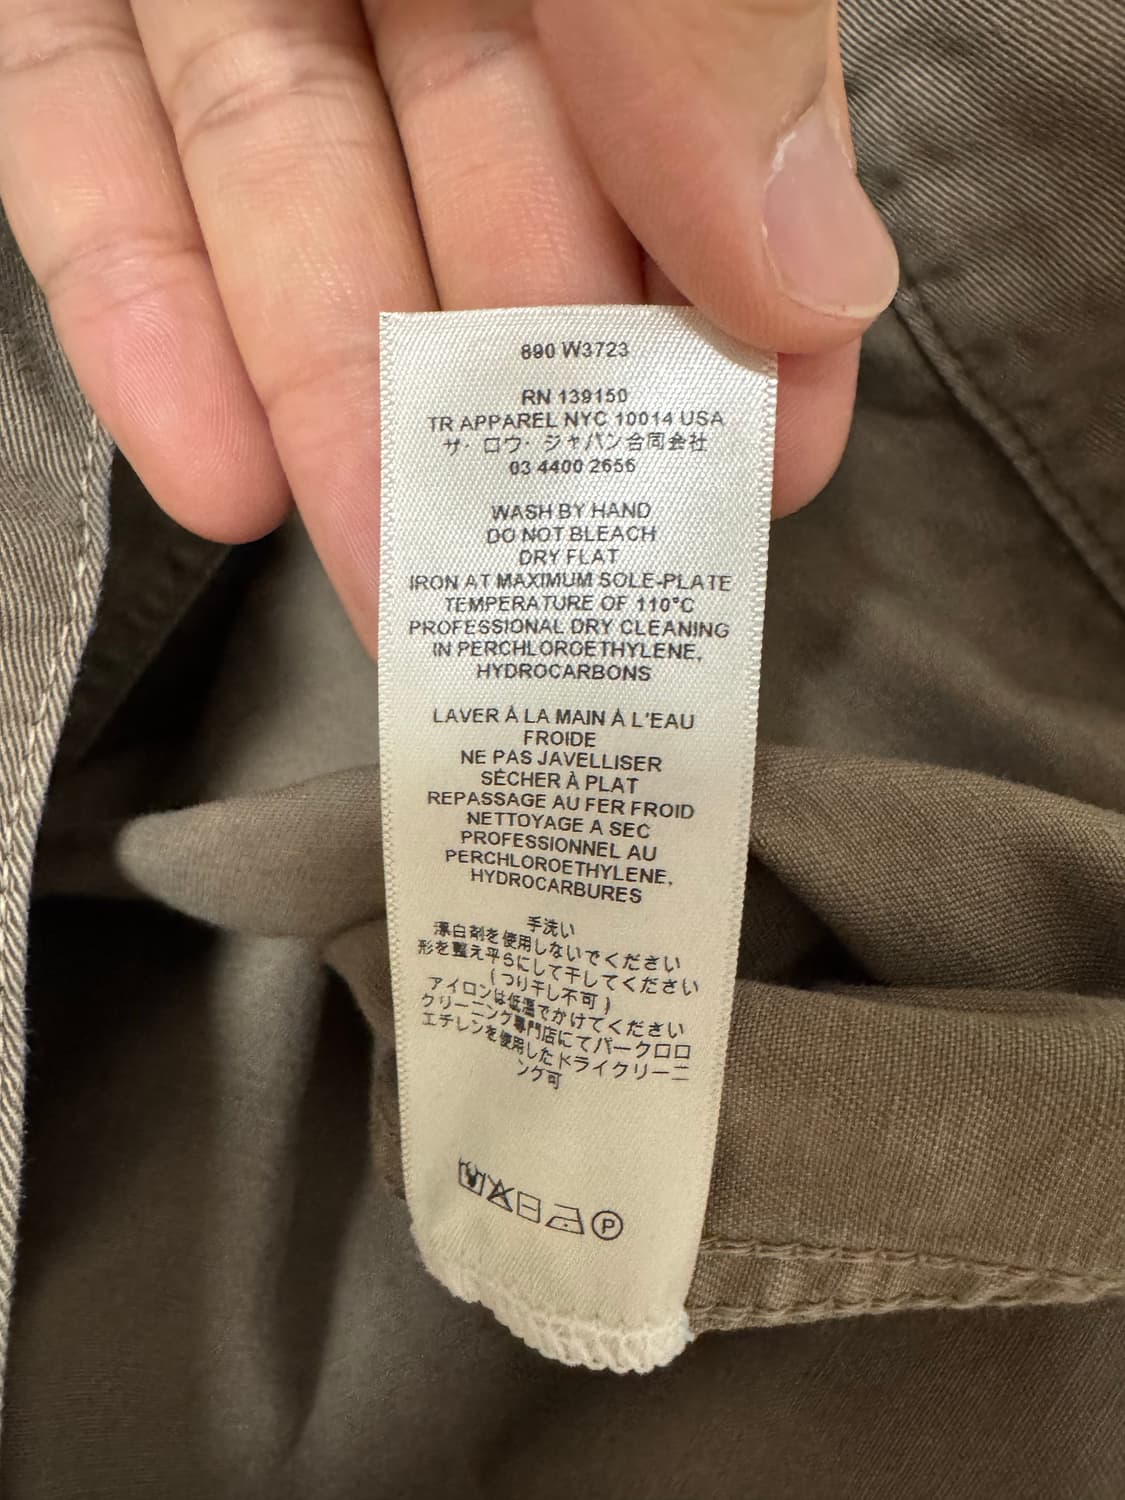 890 W3723
RN 139150
TR APPAREL NYC 10014 USA
ザ・ロウ・ジャパン合同会社
03 4400 2656
WASH BY HAND
DO NOT BLEACH
DRY FLAT
IRON AT MAXIMUM SOLE-PLATE
TEMPERATURE OF 110°C
PROFESSIONAL DRY CLEANING
IN PERCHLOROETHYLENE,
HYDROCARBONS
LAVER À LA MAIN À L'EAU
FROIDE
NE PAS JAVELLISER
SÉCHER À PLAT
REPASSAGE AU FER FROID
NETTOYAGE A SEC
PROFESSIONNEL AU
PERCHLOROETHYLENE,
HYDROCARBURES
手洗い
漂白剤を使用しないでください
形を整え平らにして干してください
(つり干し不可)
アイロンは低温でかけてください
クリーニング専門店にてパークロロ
エチレンを使用したドライクリーニ
ング可
P